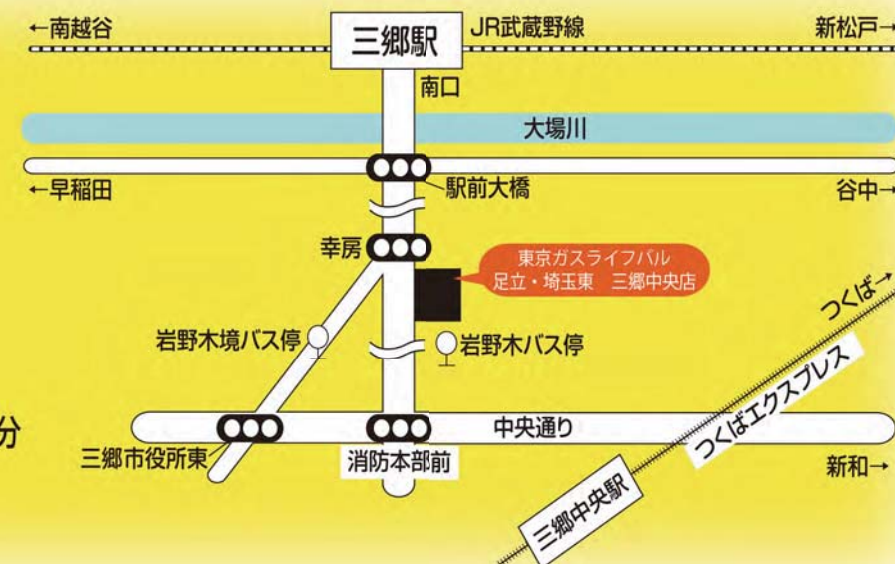 ←南越谷
三郷駅
JR武蔵野線
新松戸→
南口
大場川
←早稲田
駅前大橋
谷中→
幸房
東京ガスライフバル
足立・埼玉東 三郷中央店
つくば→
岩野木境バス停
岩野木バス停
つくばエクスプレス
分
中央通り
三郷市役所東
消防本部前
新和→
三郷中央駅